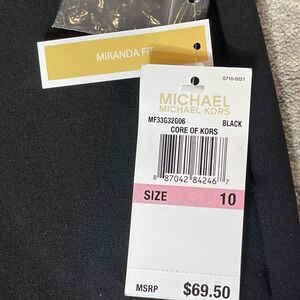 MIRANDA FIT
S710-0021
MICHAEL
MICHAEL KORS
MF33G32G06 BLACK
CORE OF KORS
8 87042 84246 7
SIZE 10
MSRP $69.50